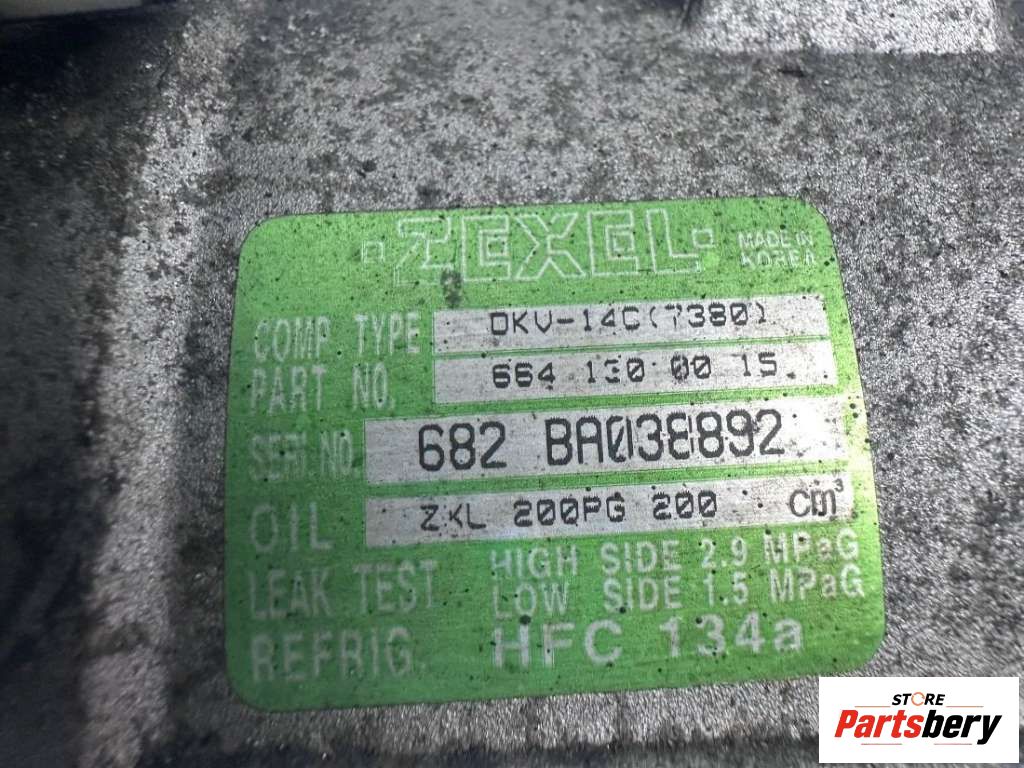 ZEXEL MADE IN KOREA
COMP TYPE DKV-14C(7380)
PART NO. 664 130 00 15
SERI NO 682 BA038892
OIL ZXL 200PG 200 cm³
LEAK TEST HIGH SIDE 2.9 MPaG
LOW SIDE 1.5 MPaG
REFRIG. HFC 134a
STORE
Partsbery